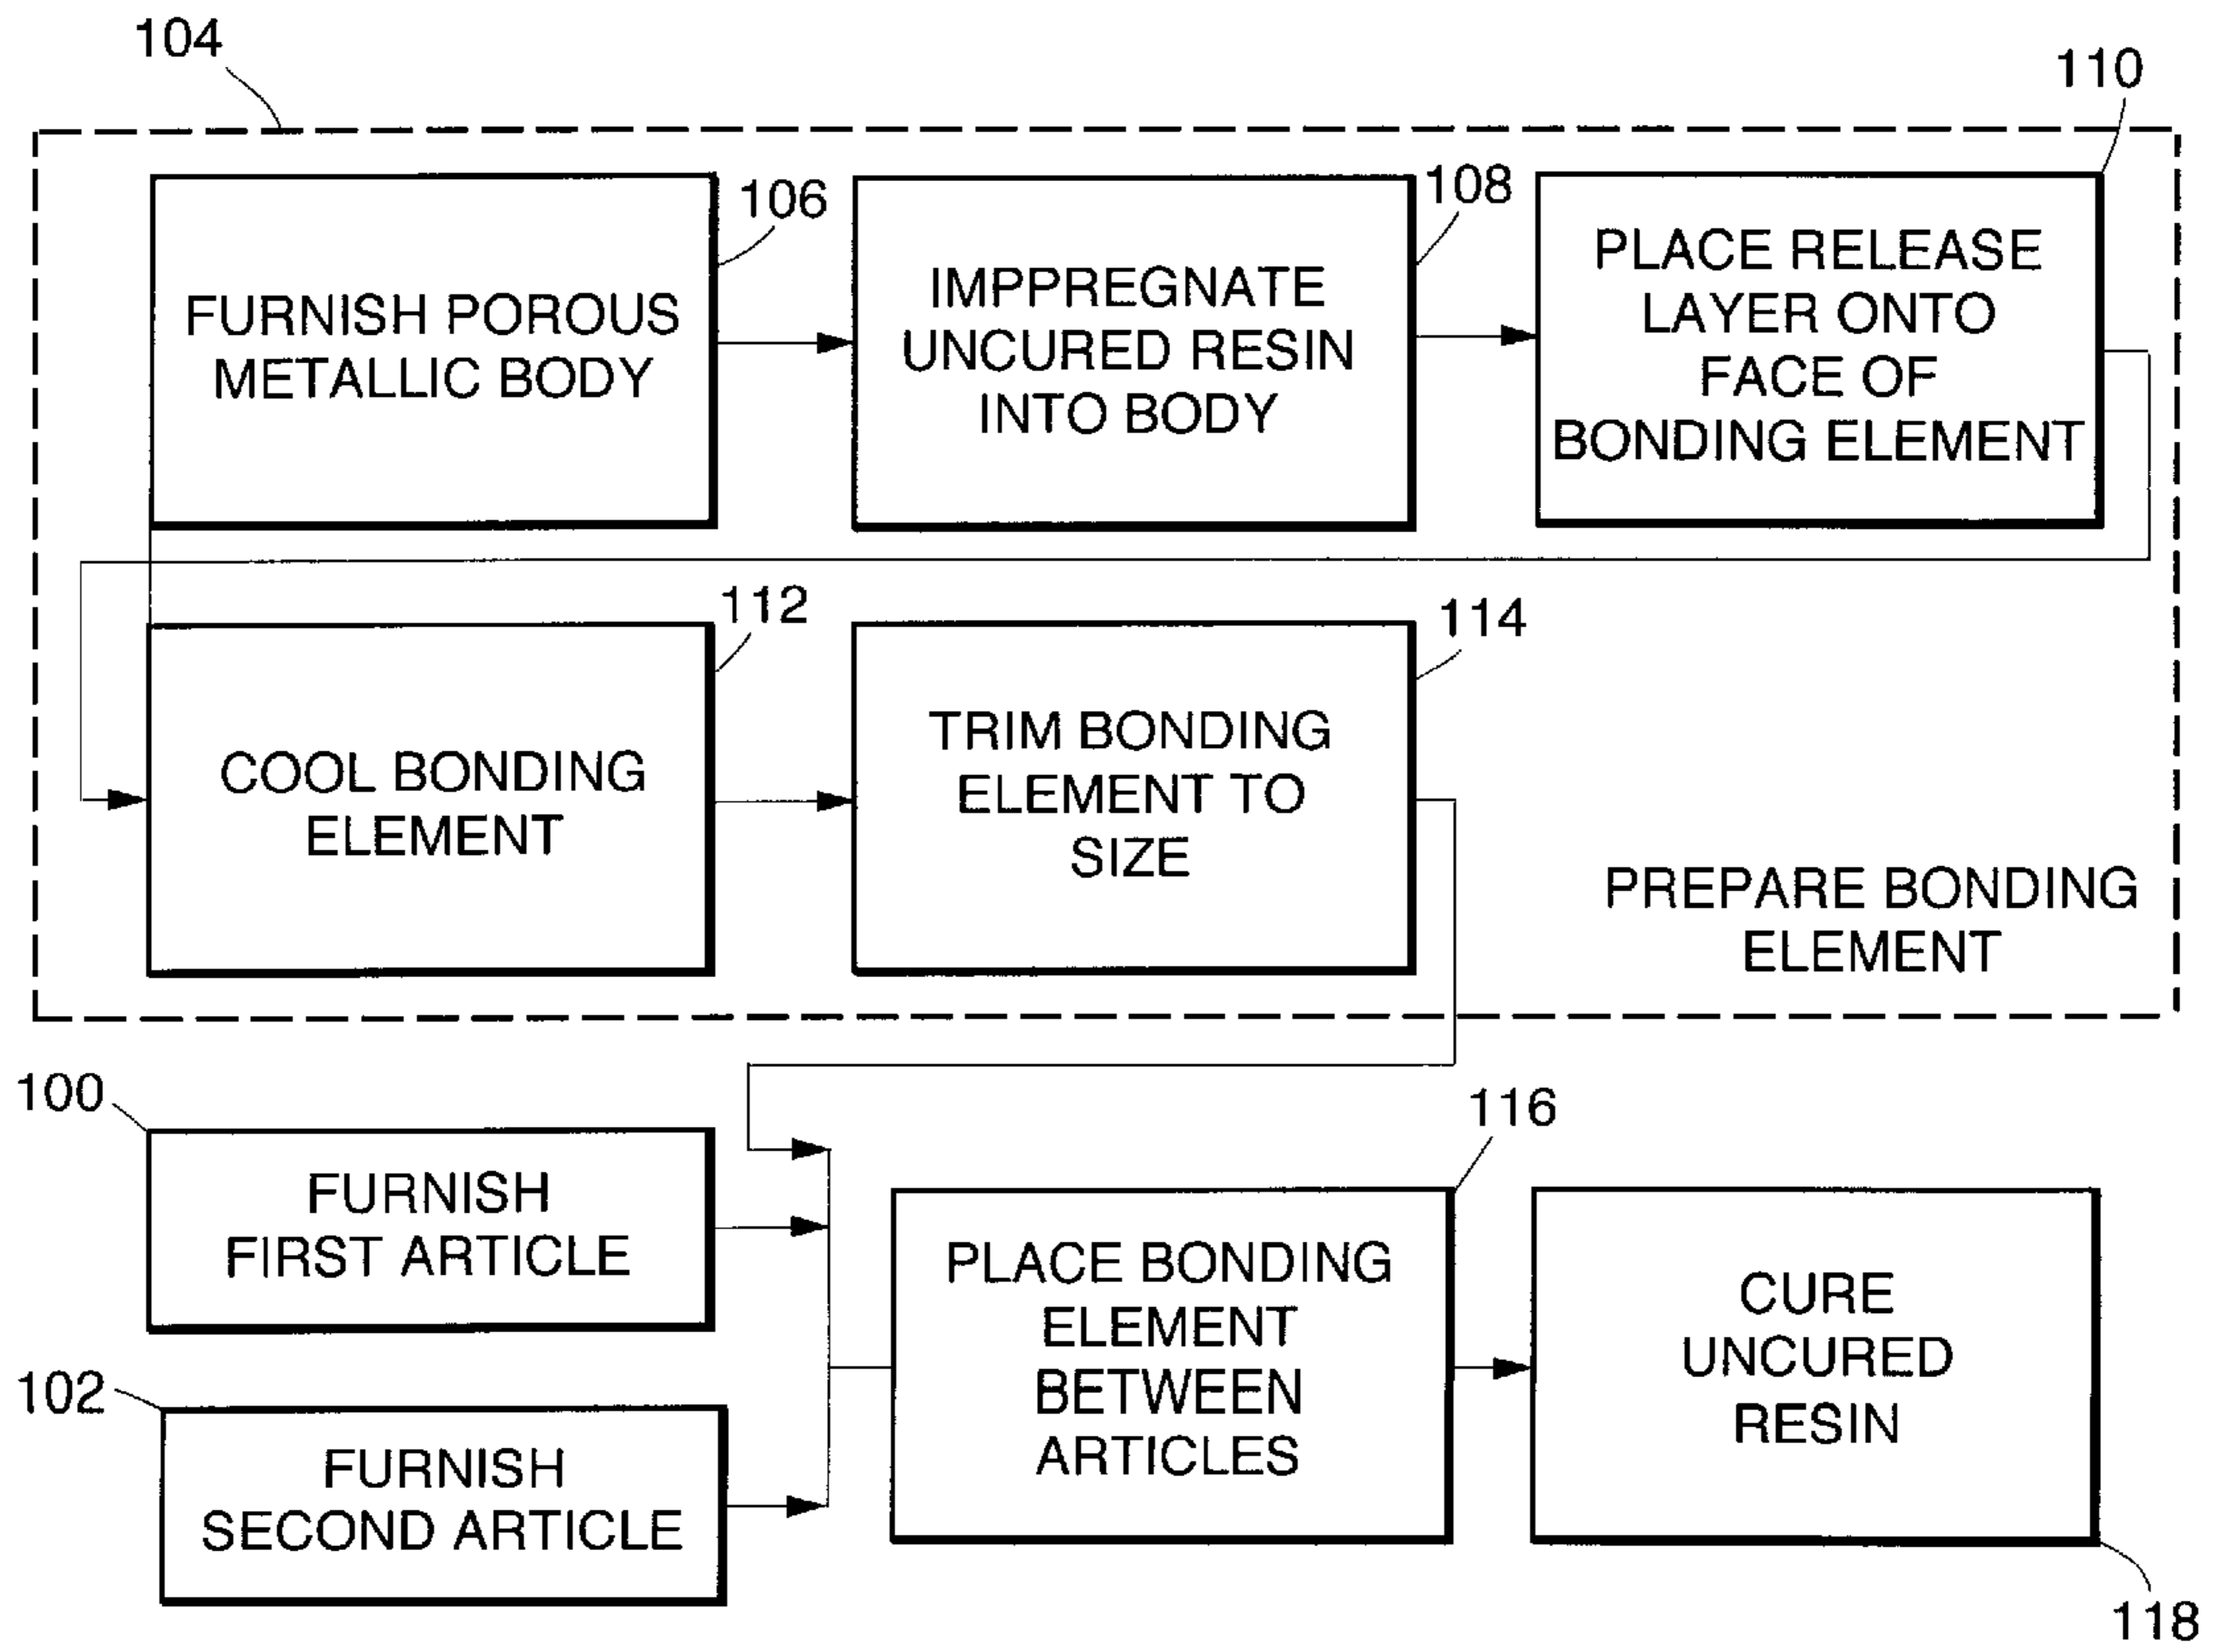 104
110
106
108
FURNISH POROUS
METALLIC BODY
IMPPREGNATE
UNCURED RESIN
INTO BODY
PLACE RELEASE
LAYER ONTO
FACE OF
BONDING ELEMENT
112
114
COOL BONDING
ELEMENT
TRIM BONDING
ELEMENT TO
SIZE
PREPARE BONDING
ELEMENT
100
116
FURNISH
FIRST ARTICLE
102
FURNISH
SECOND ARTICLE
PLACE BONDING
ELEMENT
BETWEEN
ARTICLES
CURE
UNCURED
RESIN
118